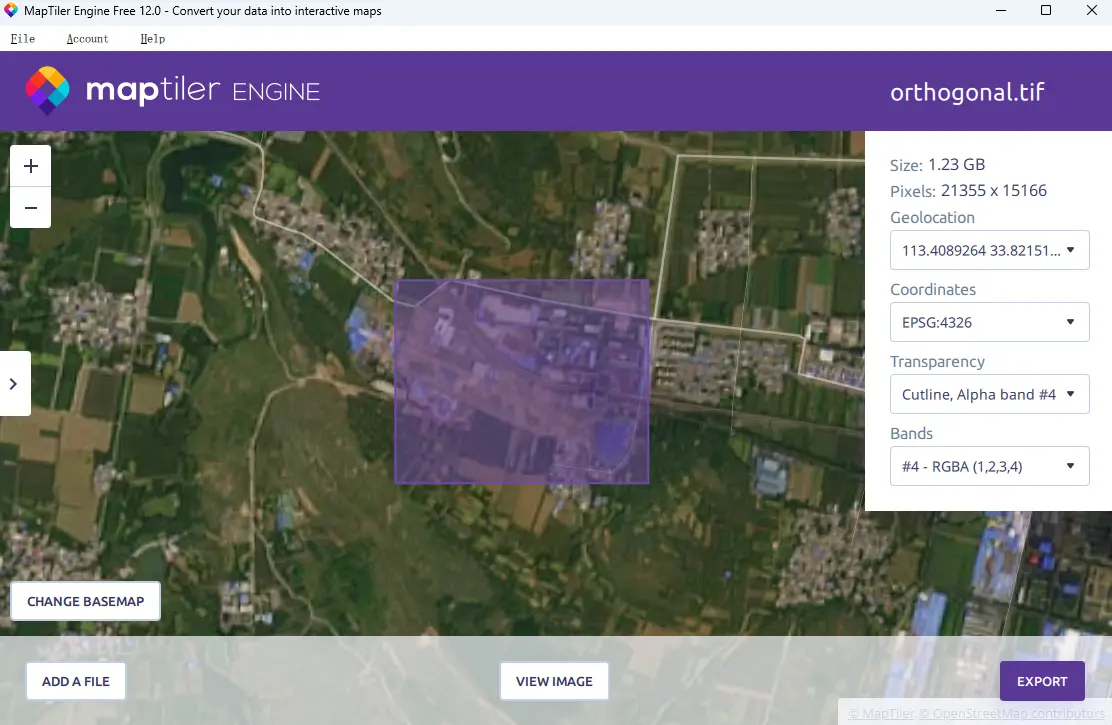 MapTiler Engine Free 12.0 - Convert your data into interactive maps
File Account Help
maptiler ENGINE
orthogonal.tif
+
−
Size: 1.23 GB
Pixels: 21355 x 15166
Geolocation
113.4089264 33.82151...
Coordinates
EPSG:4326
Transparency
Cutline, Alpha band #4
Bands
#4 - RGBA (1,2,3,4)
CHANGE BASEMAP
ADD A FILE
VIEW IMAGE
EXPORT
© MapTiler © OpenStreetMap contributors